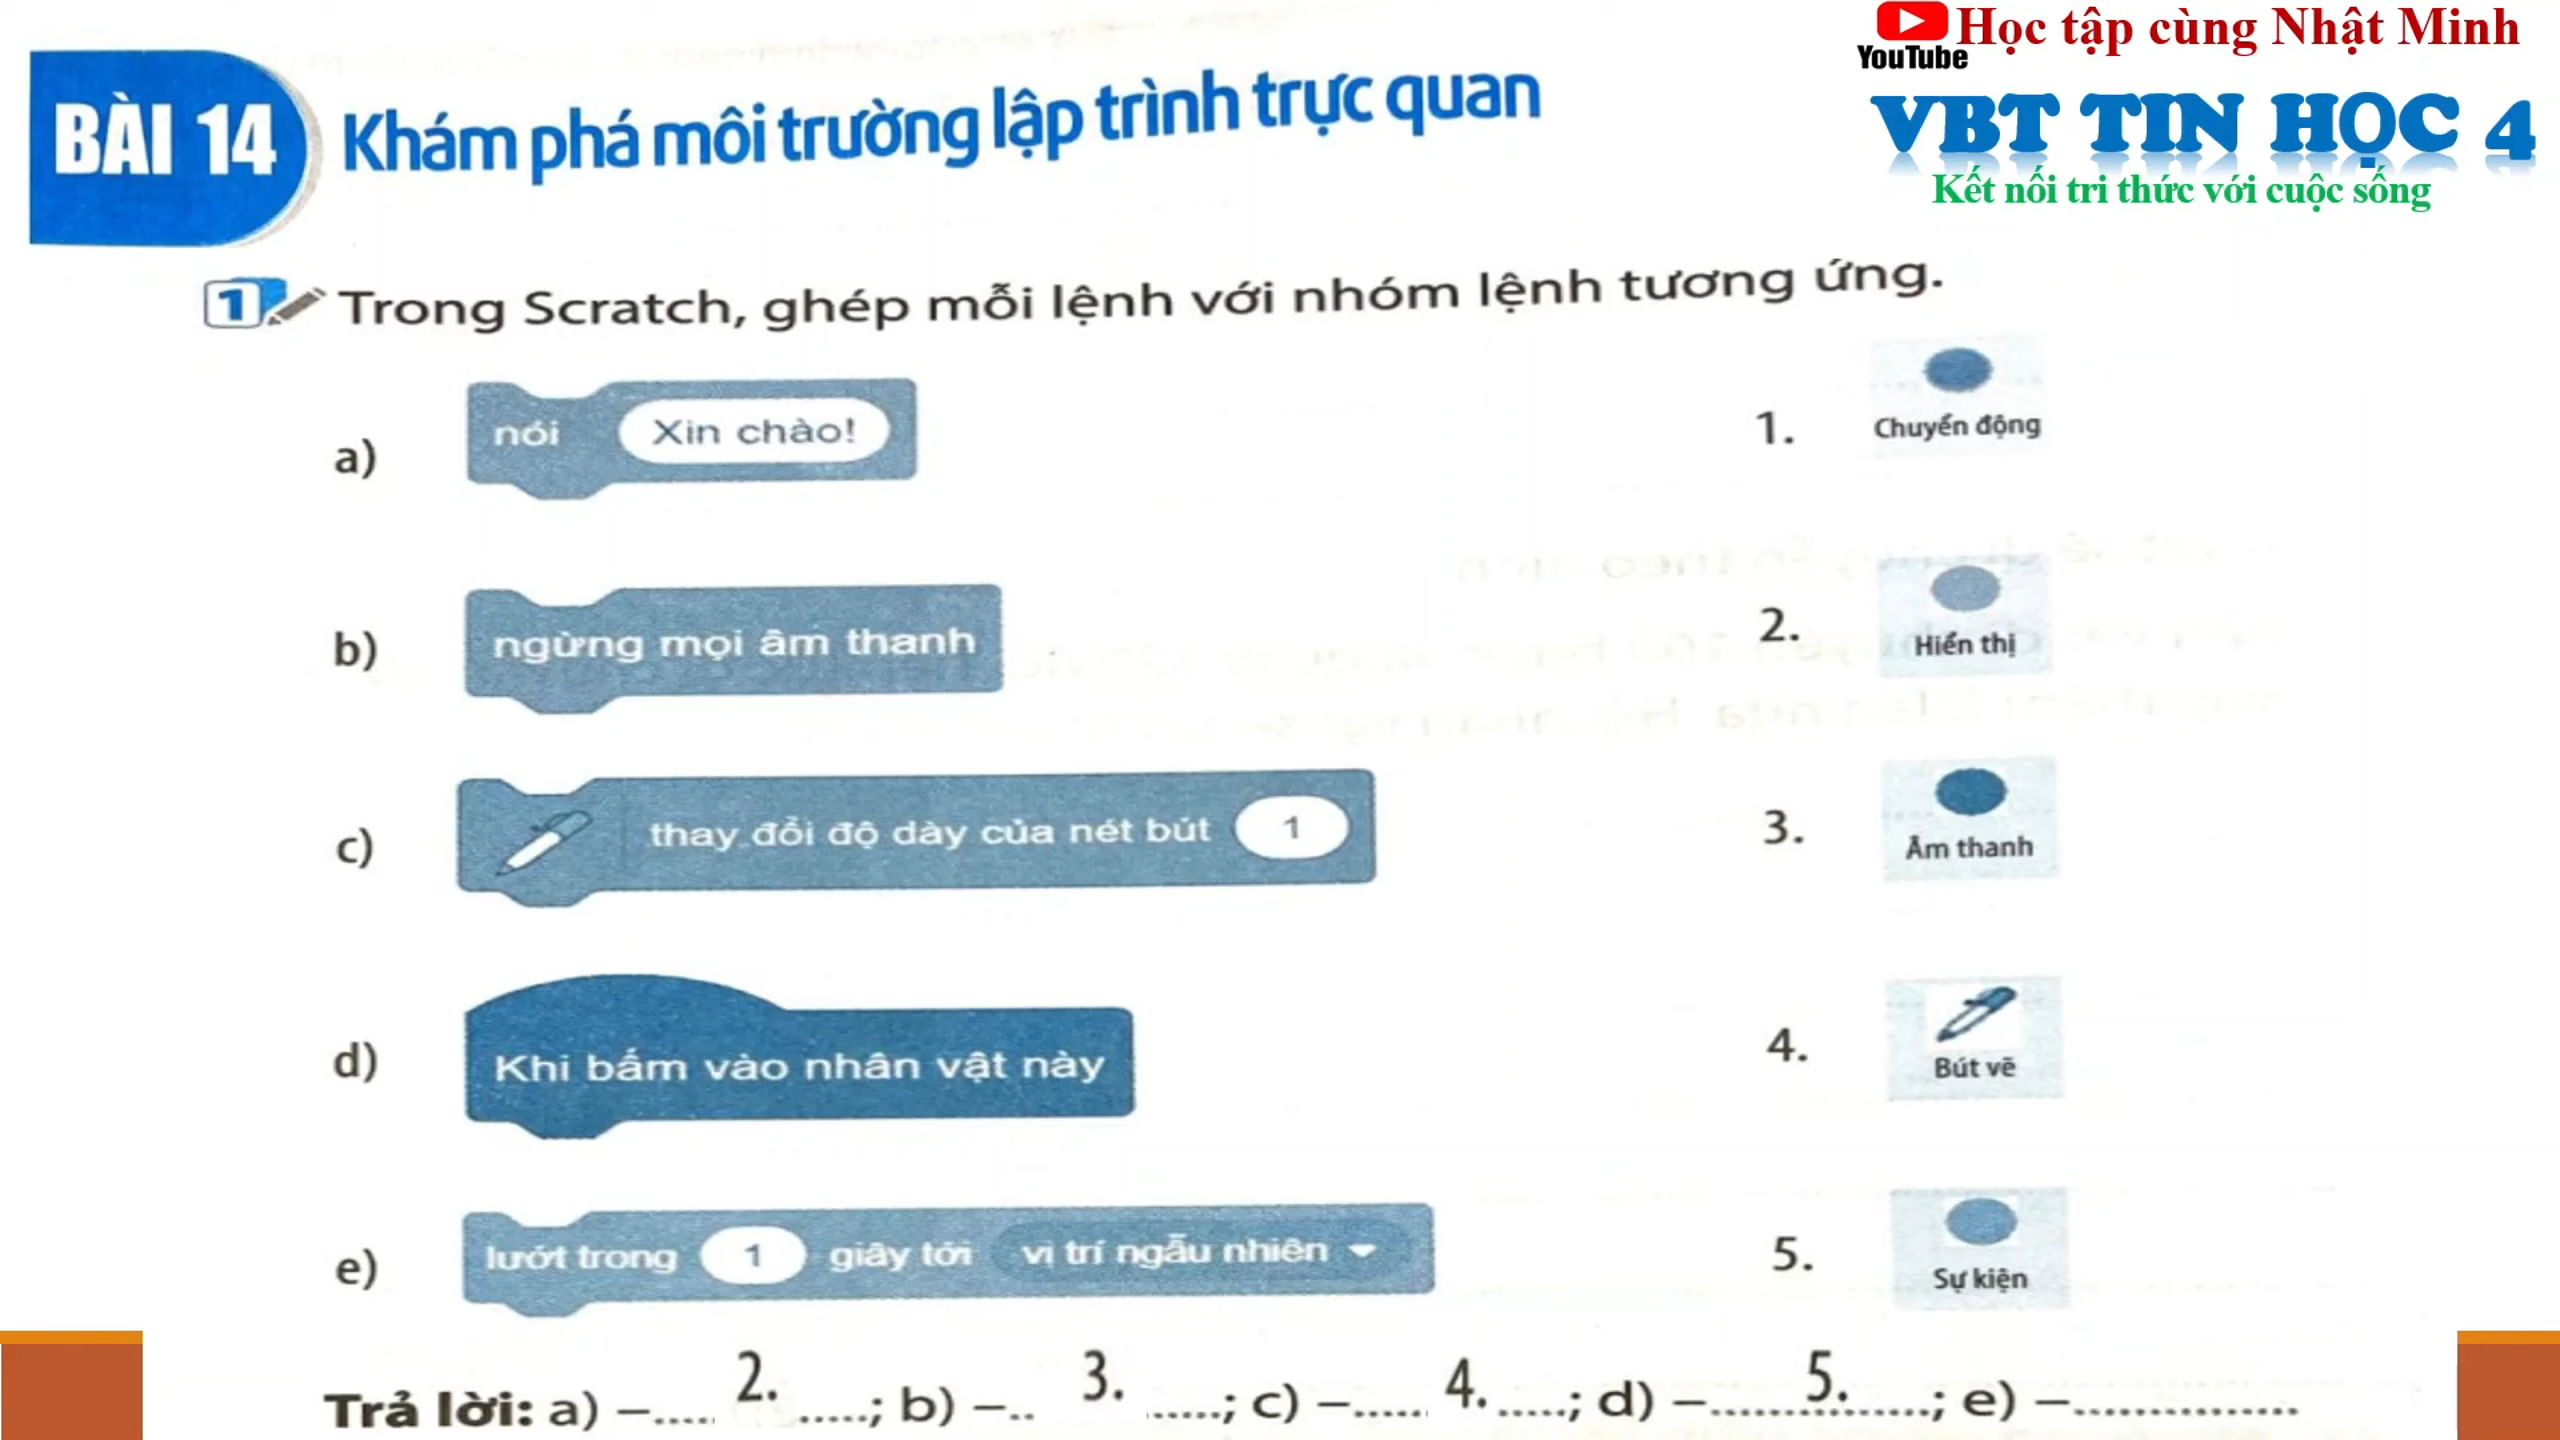 YouTube Học tập cùng Nhật Minh
VBT TIN HỌC 4
Kết nối tri thức với cuộc sống
BÀI 14 Khám phá môi trường lập trình trực quan
1 Trong Scratch, ghép mỗi lệnh với nhóm lệnh tương ứng.
a) nói Xin chào!
1. Chuyển động
b) ngừng mọi âm thanh
2. Hiển thị
c) thay đổi độ dày của nét bút 1
3. Âm thanh
d) Khi bấm vào nhân vật này
4. Bút vẽ
e) lướt trong 1 giây tới vị trí ngẫu nhiên
5. Sự kiện
Trả lời: a) –.... 2. .....; b) –.. 3. .....; c) –..... 4. .....; d) –.......5.......; e) –................